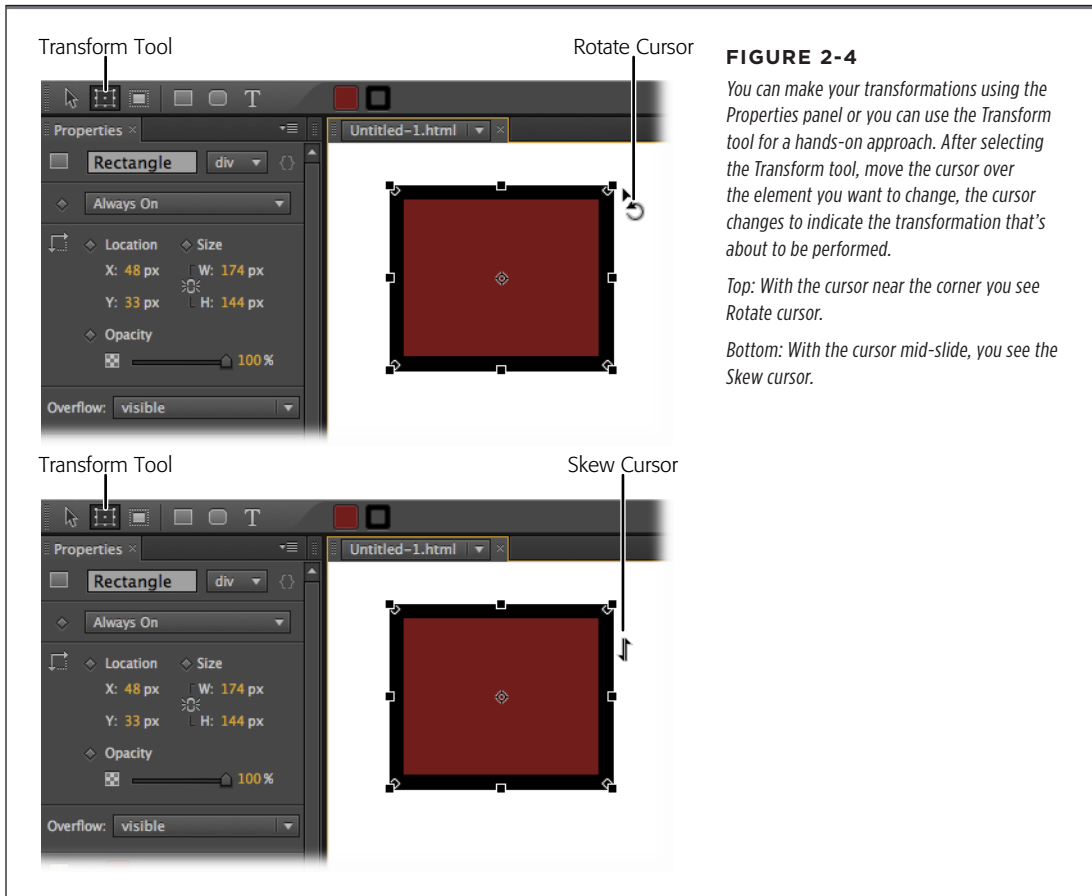 Transform Tool
Rotate Cursor
T
Properties ×
Untitled-1.html ×
Rectangle div {}
Always On
Location Size
X: 48 px W: 174 px
Y: 33 px H: 144 px
Opacity
100%
Overflow: visible
Transform Tool
Skew Cursor
T
Properties ×
Untitled-1.html ×
Rectangle div {}
Always On
Location Size
X: 48 px W: 174 px
Y: 33 px H: 144 px
Opacity
100%
Overflow: visible
FIGURE 2-4
You can make your transformations using the
Properties panel or you can use the Transform
tool for a hands-on approach. After selecting
the Transform tool, move the cursor over
the element you want to change, the cursor
changes to indicate the transformation that's
about to be performed.
Top: With the cursor near the corner you see
Rotate cursor.
Bottom: With the cursor mid-slide, you see the
Skew cursor.